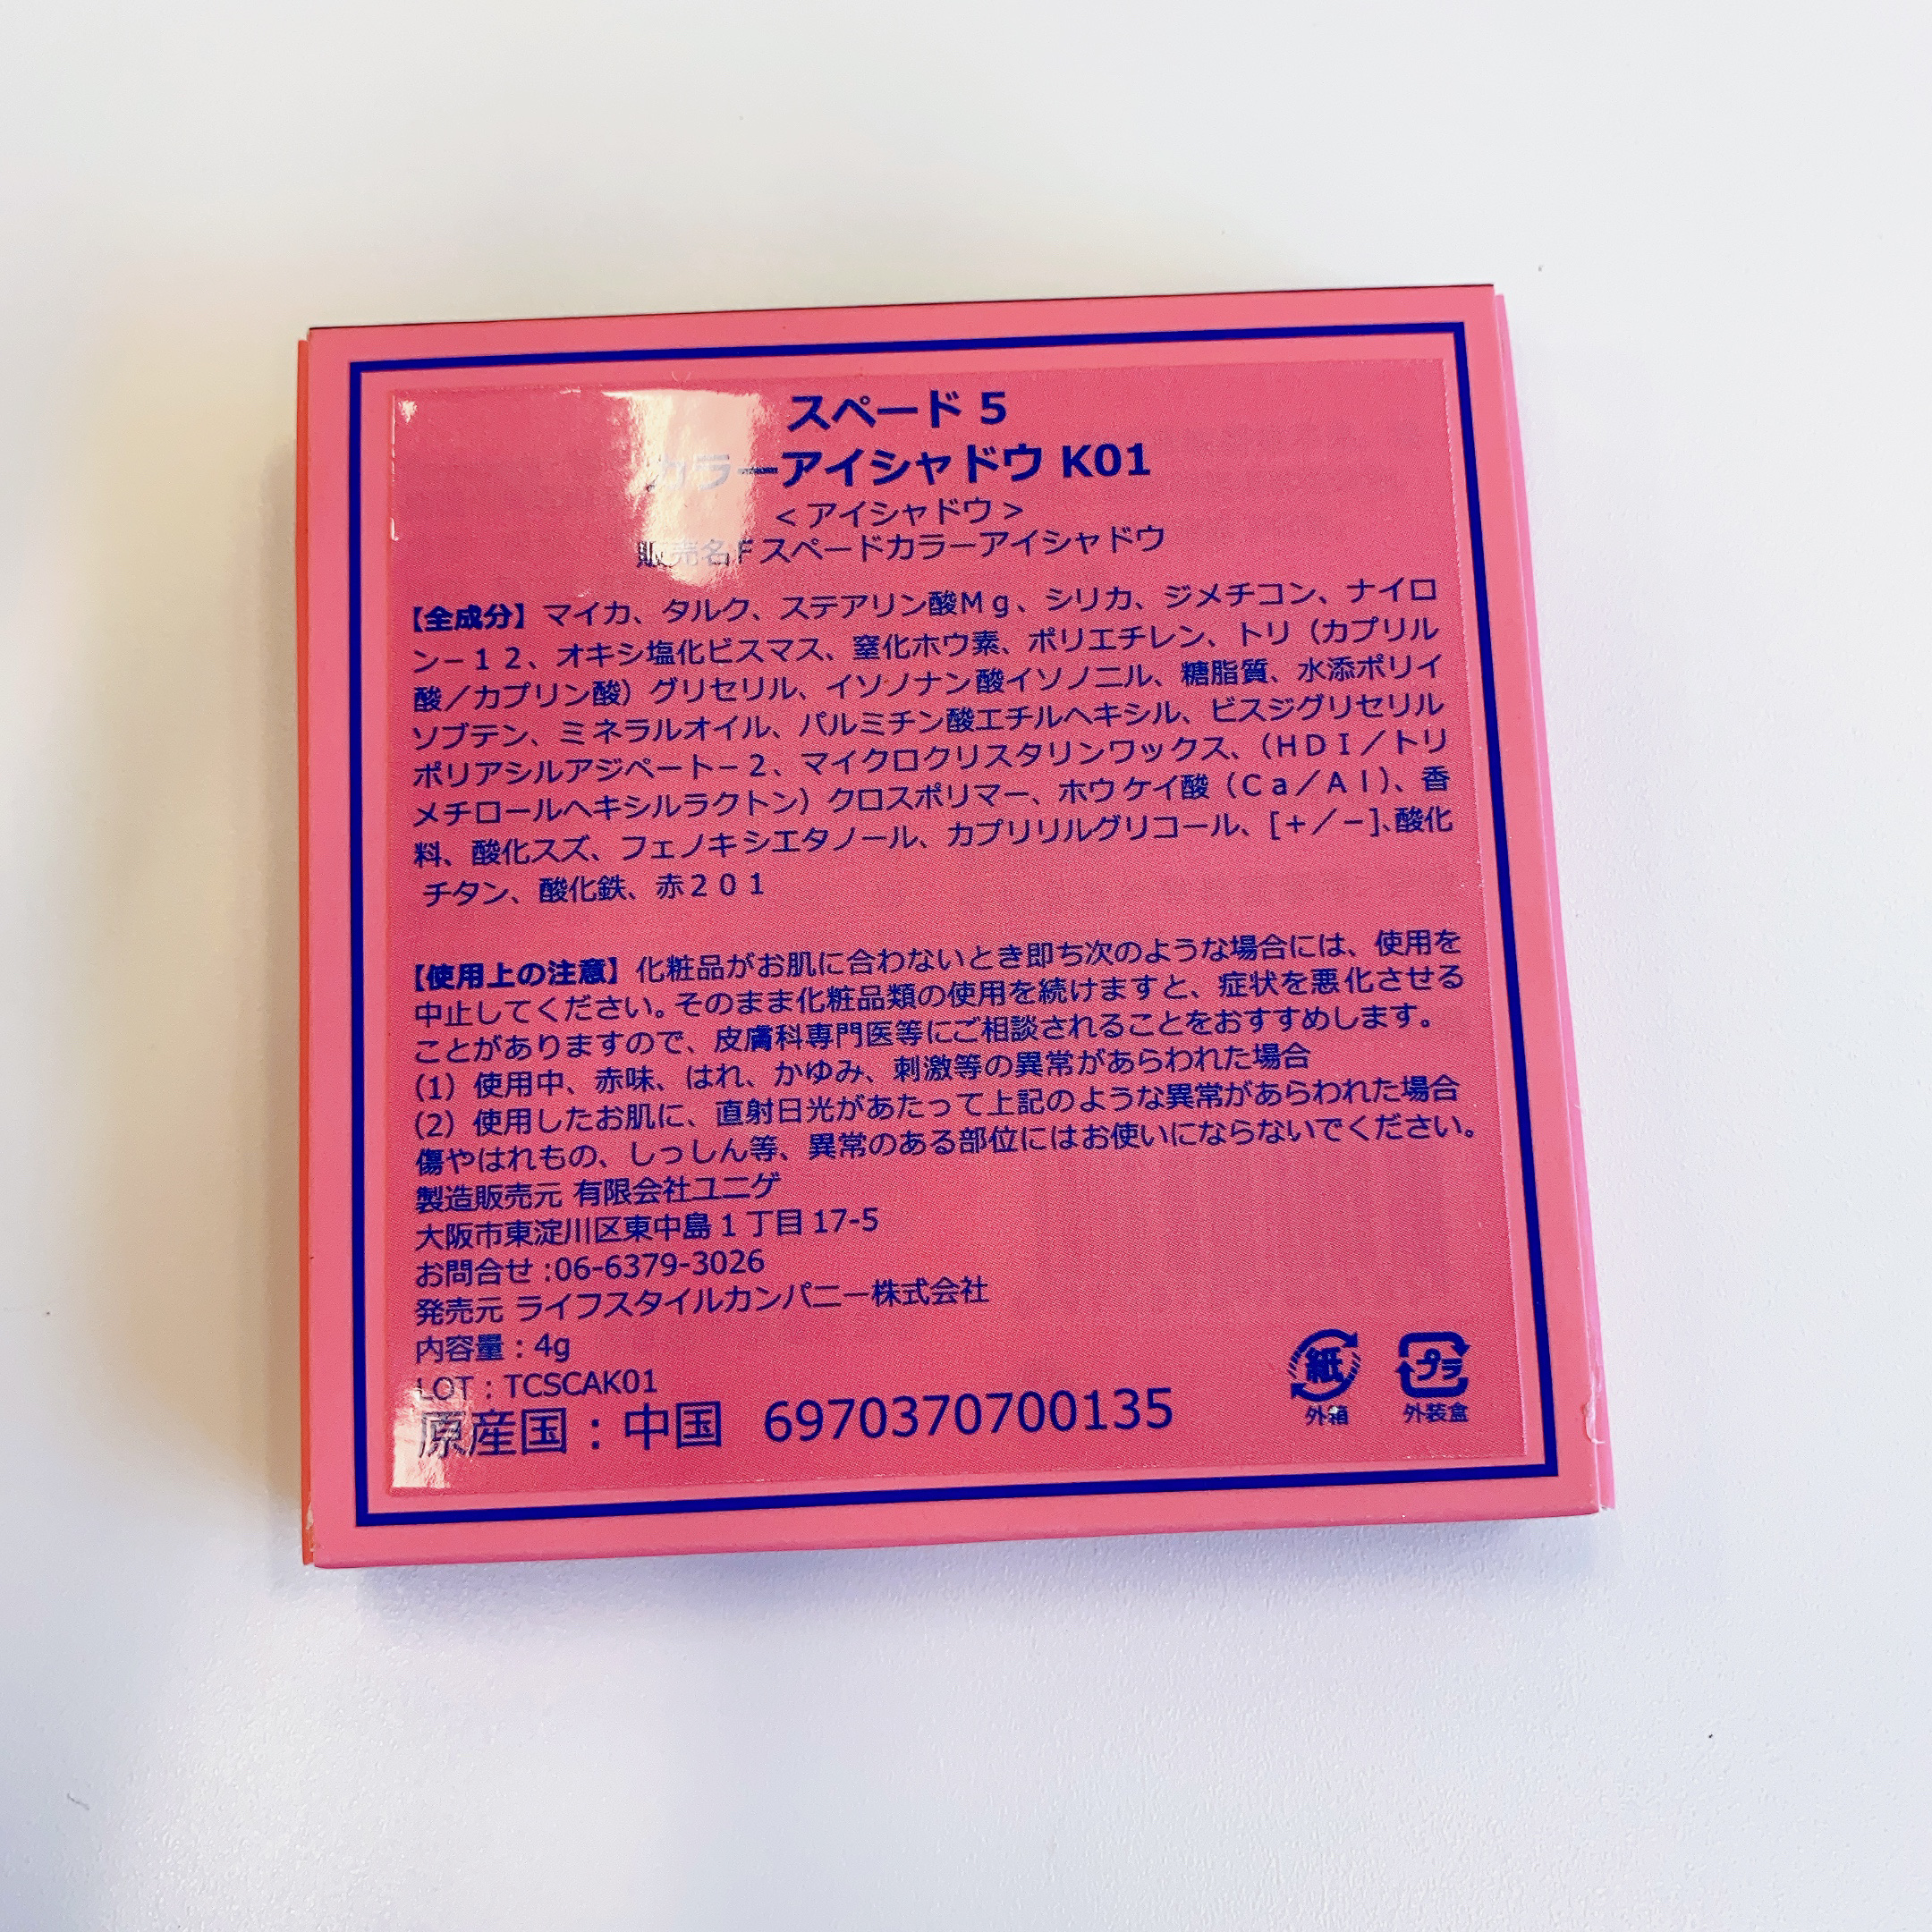 スペード 5
カラーアイシャドウ K01
＜アイシャドウ＞
販売名Fスペードカラーアイシャドウ
【全成分】マイカ、タルク、ステアリン酸Ｍｇ、シリカ、ジメチコン、ナイロ
ン－１２、オキシ塩化ビスマス、窒化ホウ素、ポリエチレン、トリ（カプリル
酸／カプリン酸）グリセリル、イソノナン酸イソノニル、糖脂質、水添ポリイ
ソブテン、ミネラルオイル、パルミチン酸エチルヘキシル、ビスジグリセリル
ポリアシルアジペート－２、マイクロクリスタリンワックス、（ＨＤＩ／トリ
メチロールヘキシルラクトン）クロスポリマー、ホウケイ酸（Ｃａ／Ａｌ）、香
料、酸化スズ、フェノキシエタノール、カプリリルグリコール、[＋／－]、酸化
チタン、酸化鉄、赤２０１
【使用上の注意】化粧品がお肌に合わないとき即ち次のような場合には、使用を
中止してください。そのまま化粧品類の使用を続けますと、症状を悪化させる
ことがありますので、皮膚科専門医等にご相談されることをおすすめします。
(1）使用中、赤味、はれ、かゆみ、刺激等の異常があらわれた場合
(2）使用したお肌に、直射日光があたって上記のような異常があらわれた場合
傷やはれもの、しっしん等、異常のある部位にはお使いにならないでください。
製造販売元 有限会社ユニゲ
大阪市東淀川区東中島１丁目17-5
お問合せ:06-6379-3026
発売元 ライフスタイルカンパニー株式会社
内容量：4g
LOT：TCSCAK01
原産国：中国 6970370700135
紙 プラ
外箱 外装盒